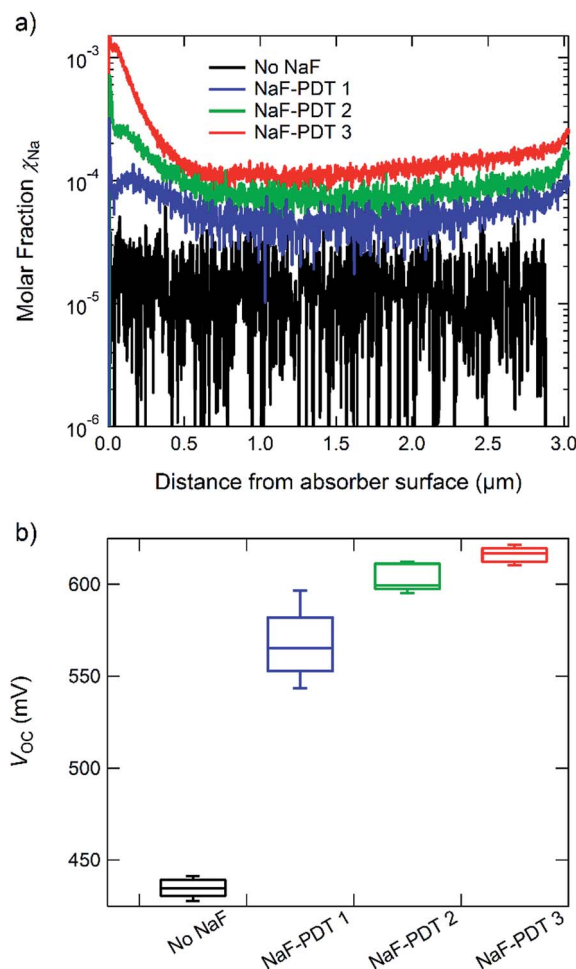 a)
10⁻³
10⁻⁴
10⁻⁵
10⁻⁶
Molar Fraction χNa
No NaF
NaF-PDT 1
NaF-PDT 2
NaF-PDT 3
0.0 0.5 1.0 1.5 2.0 2.5 3.0
Distance from absorber surface (µm)
b)
600
550
500
450
VOC (mV)
No NaF
NaF-PDT 1
NaF-PDT 2
NaF-PDT 3